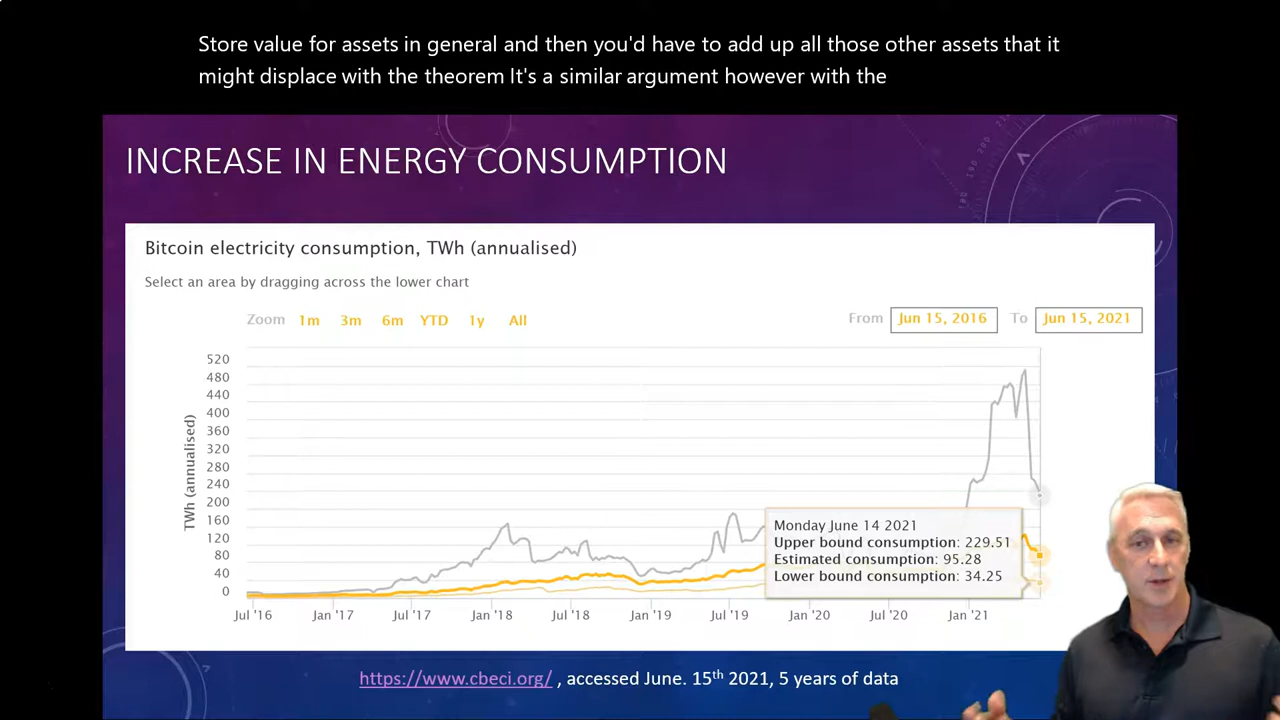 Store value for assets in general and then you'd have to add up all those other assets that it
might displace with the theorem It's a similar argument however with the
INCREASE IN ENERGY CONSUMPTION
Bitcoin electricity consumption, TWh (annualised)
Select an area by dragging across the lower chart
Zoom 1m 3m 6m YTD 1y All From Jun 15, 2016 To Jun 15, 2021
TWh (annualised)
520
480
440
400
360
320
280
240
200
160
120
80
40
0
Monday June 14 2021
Upper bound consumption: 229.51
Estimated consumption: 95.28
Lower bound consumption: 34.25
Jul '16 Jan '17 Jul '17 Jan '18 Jul '18 Jan '19 Jul '19 Jan '20 Jul '20 Jan '21
https://www.cbeci.org/ , accessed June. 15th 2021, 5 years of data